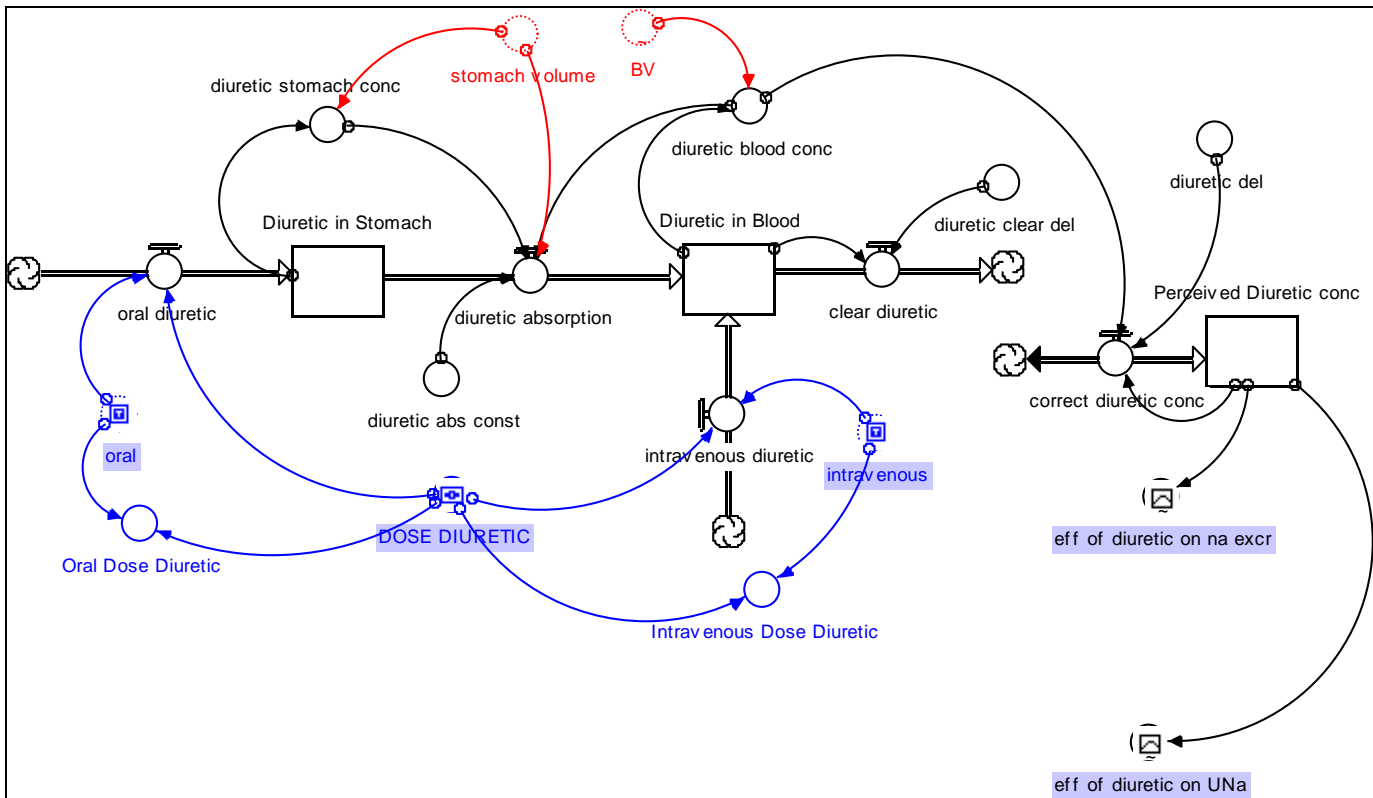 stomach volume
BV
diuretic stomach conc
diuretic blood conc
diuretic del
Diuretic in Stomach
Diuretic in Blood
diuretic clear del
oral diuretic
diuretic absorption
clear diuretic
Perceived Diuretic conc
diuretic abs const
correct diuretic conc
oral
intravenous diuretic
intravenous
DOSE DIURETIC
eff of diuretic on na excr
Oral Dose Diuretic
Intravenous Dose Diuretic
eff of diuretic on UNa